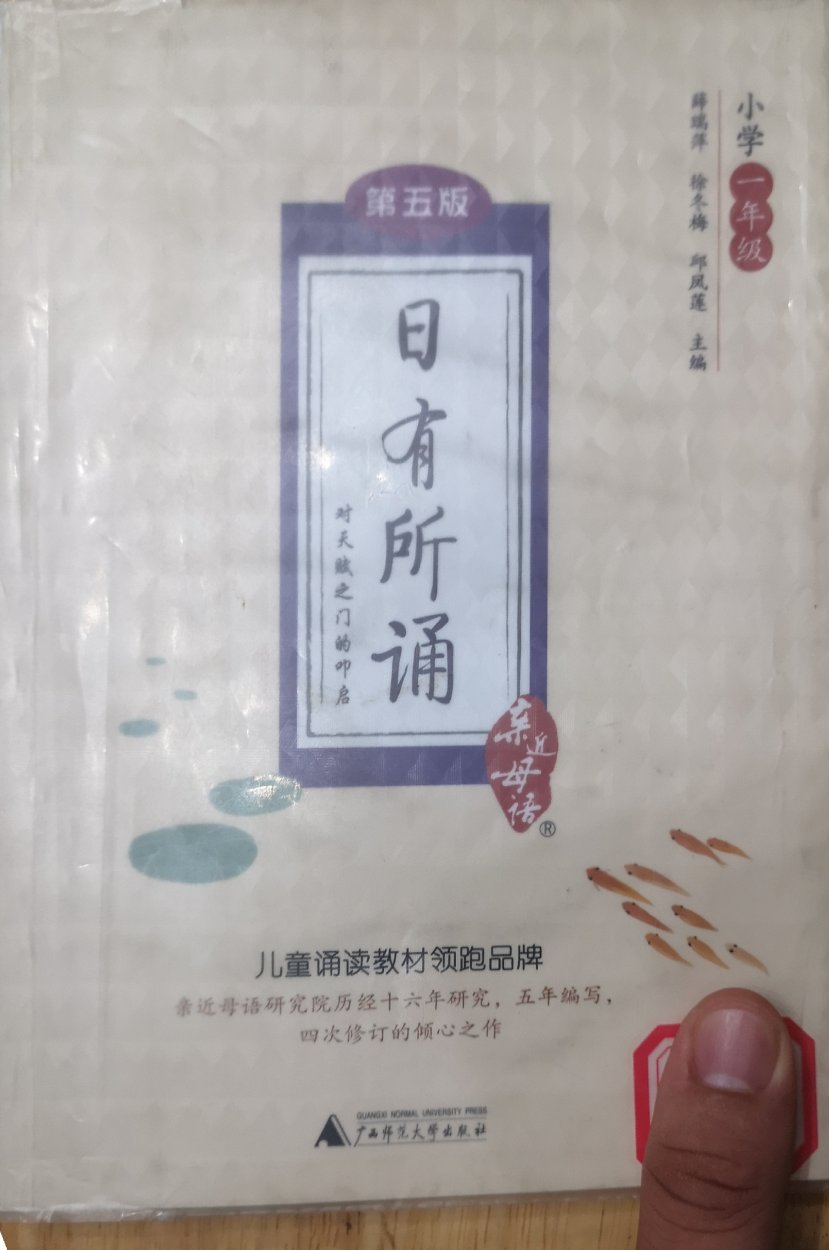 小学一年级
薛瑞萍 徐冬梅 邱凤莲 主编
第五版
日有所诵
对天赋之门的叩启
亲近母语®
儿童诵读教材领跑品牌
亲近母语研究院历经十六年研究，五年编写，
四次修订的倾心之作
GUANGXI NORMAL UNIVERSITY PRESS
广西师范大学出版社